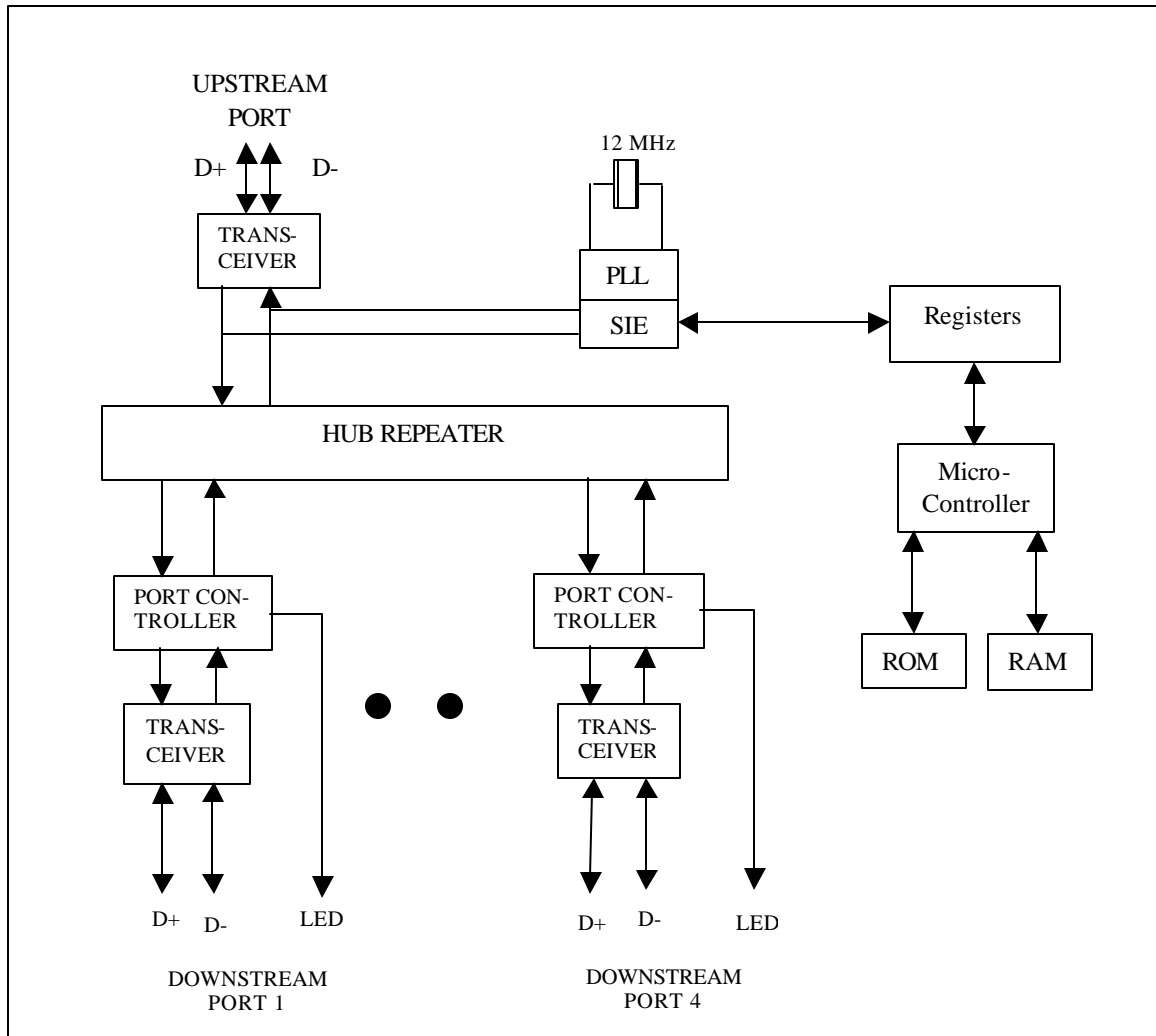 UPSTREAM
PORT
D+
D-
12 MHz
TRANS-
CEIVER
PLL
SIE
Registers
HUB REPEATER
Micro-
Controller
PORT CON-
TROLLER
PORT CON-
TROLLER
ROM
RAM
TRANS-
CEIVER
TRANS-
CEIVER
D+
D-
LED
D+
D-
LED
DOWNSTREAM
PORT 1
DOWNSTREAM
PORT 4